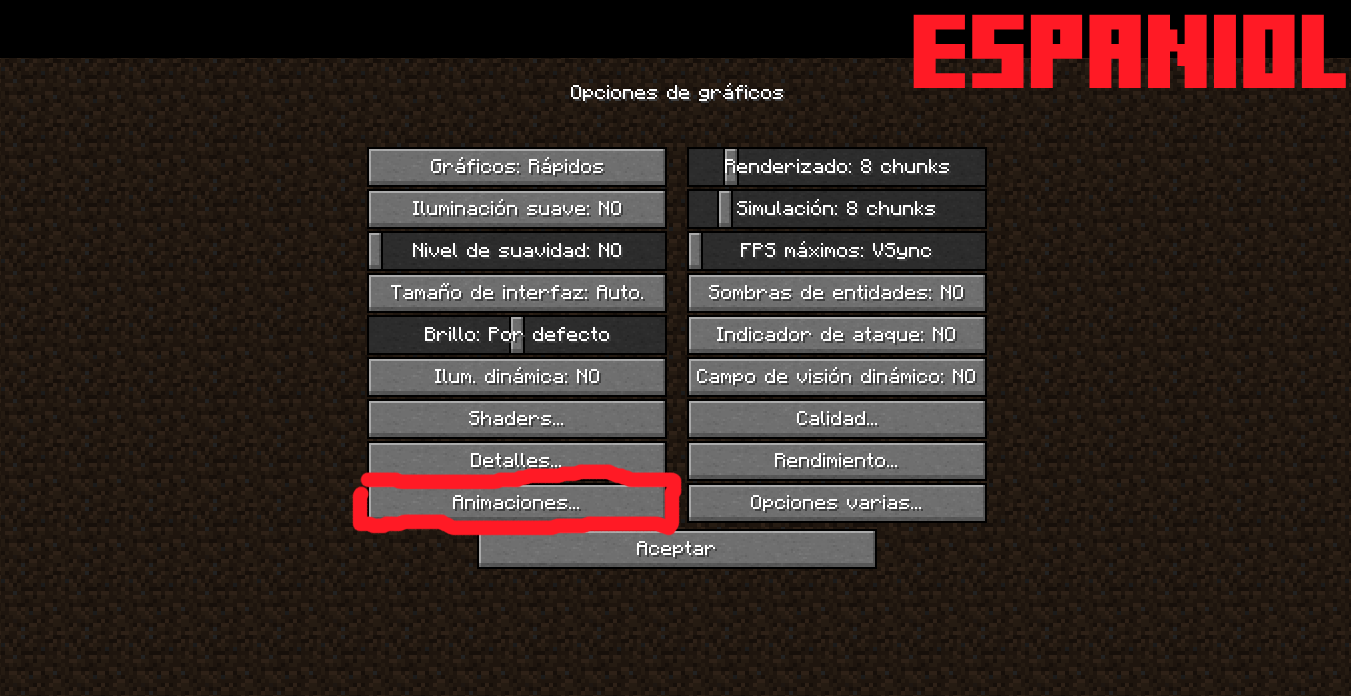 ESPANIOL
Opciones de gráficos
Gráficos: Rápidos
Renderizado: 8 chunks
Iluminación suave: NO
Simulación: 8 chunks
Nivel de suavidad: NO
FPS máximos: VSync
Tamaño de interfaz: Auto.
Sombras de entidades: NO
Brillo: Por defecto
Indicador de ataque: NO
Ilum. dinámica: NO
Campo de visión dinámico: NO
Shaders...
Calidad...
Detalles...
Rendimiento...
Animaciones...
Opciones varias...
Aceptar